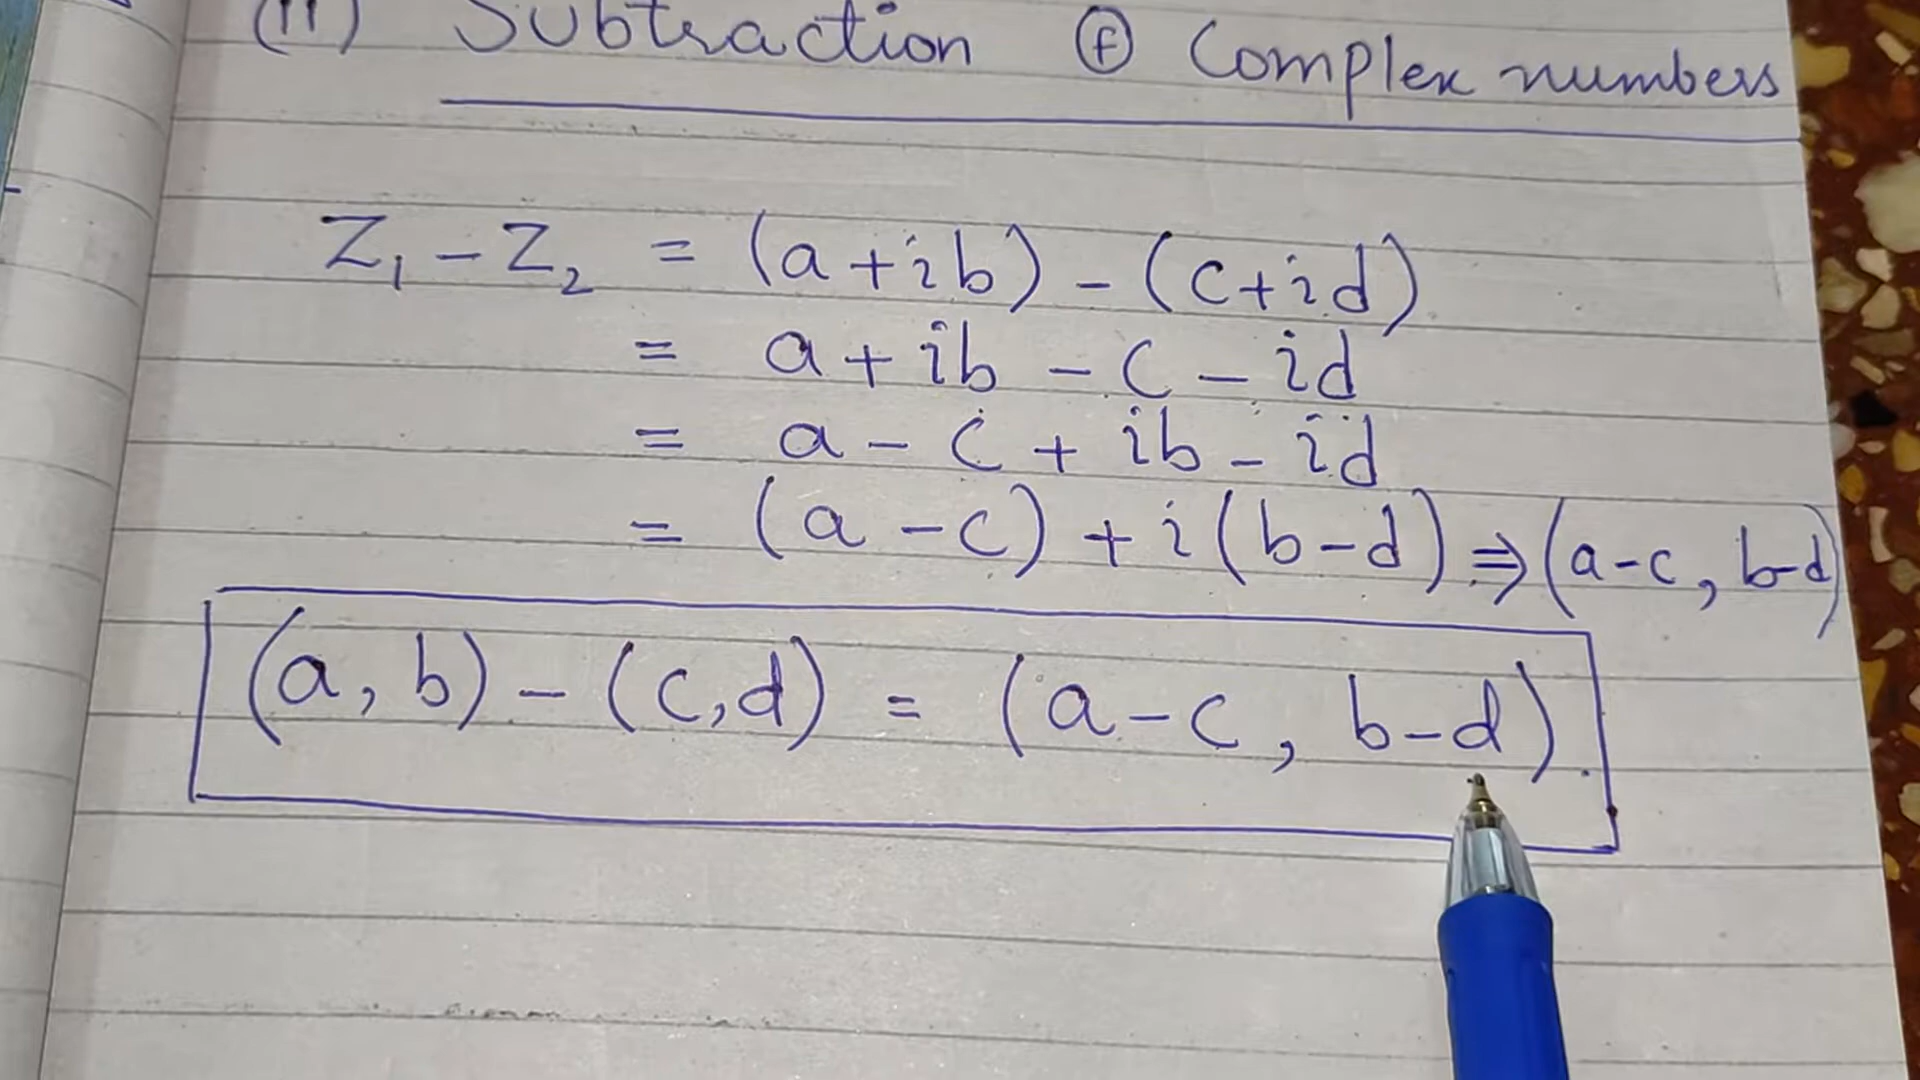 (ii) Subtraction of Complex numbers
Z₁ - Z₂ = (a+ib) - (c+id)
= a + ib - c - id
= a - c + ib - id
= (a - c) + i(b-d) ⇒ (a-c, b-d)
(a, b) - (c,d) = (a-c, b-d).